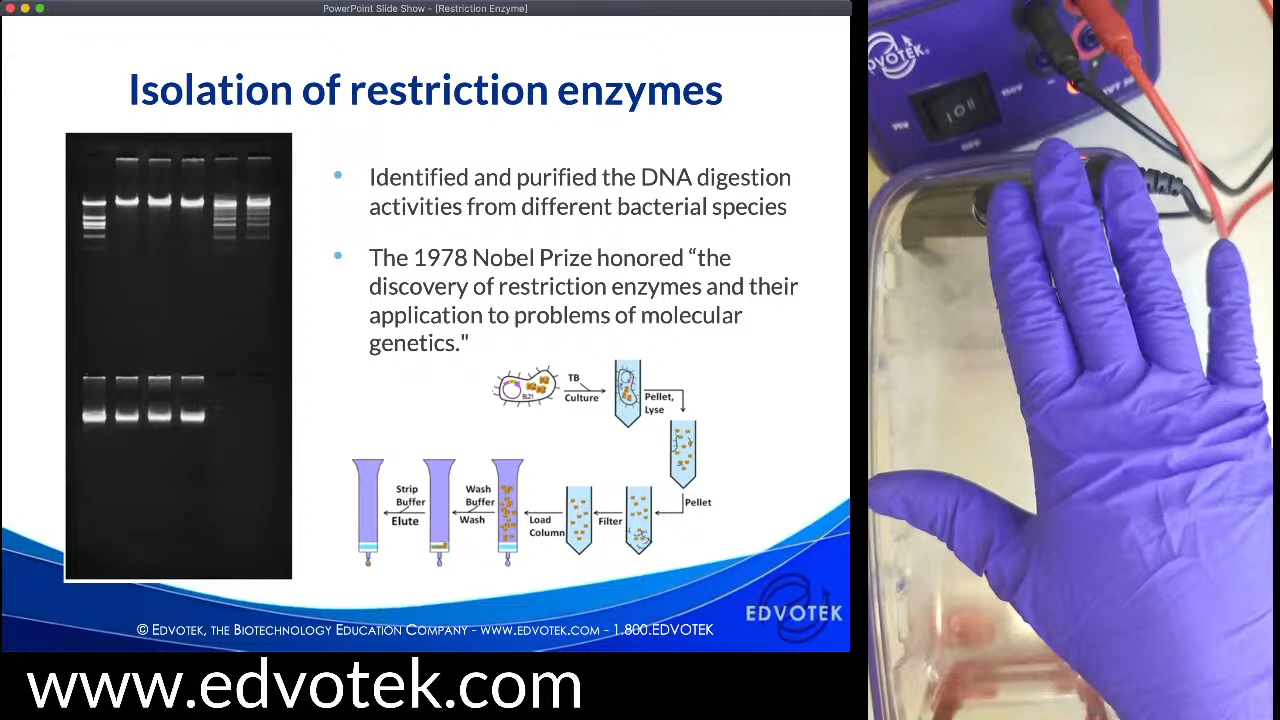 PowerPoint Slide Show - [Restriction Enzyme]
Isolation of restriction enzymes
• Identified and purified the DNA digestion
activities from different bacterial species
• The 1978 Nobel Prize honored “the
discovery of restriction enzymes and their
application to problems of molecular
genetics."
BL21
TB
Culture
Pellet,
Lyse
Pellet
Filter
Load
Column
Wash
Buffer
Wash
Strip
Buffer
Elute
EDVOTEK
© EDVOTEK, THE BIOTECHNOLOGY EDUCATION COMPANY - WWW.EDVOTEK.COM - 1.800.EDVOTEK
www.edvotek.com
EDVOTEK®
OFF